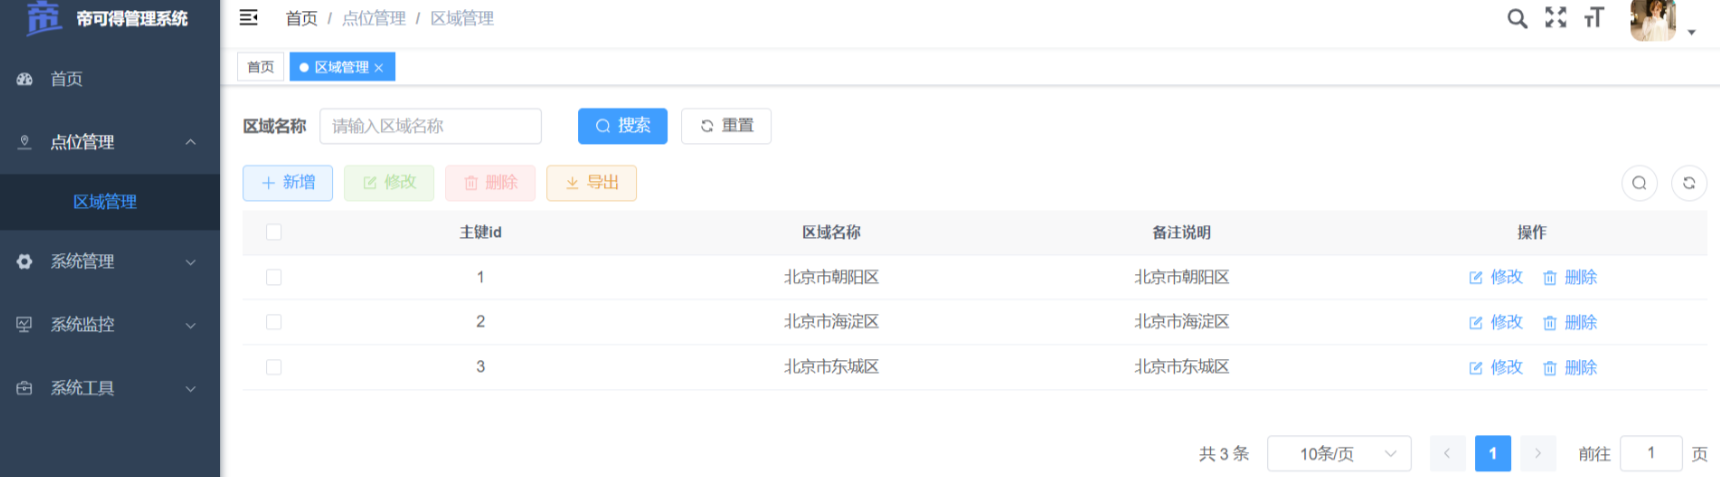 帝可得管理系统
首页 / 点位管理 / 区域管理
首页
区域管理
首页
点位管理
区域管理
系统管理
系统监控
系统工具
区域名称 请输入区域名称 搜索 重置
新增 修改 删除 导出
主键id 区域名称 备注说明 操作
1 北京市朝阳区 北京市朝阳区 修改 删除
2 北京市海淀区 北京市海淀区 修改 删除
3 北京市东城区 北京市东城区 修改 删除
共 3 条 10条/页 1 前往 1 页